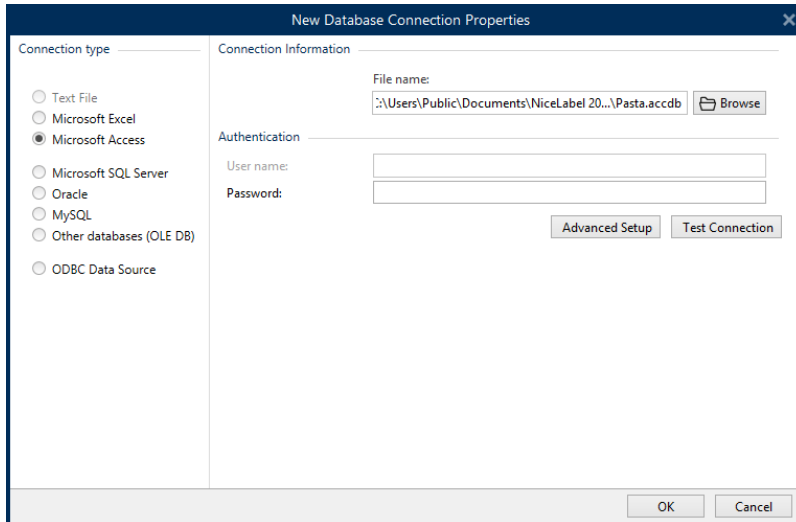 New Database Connection Properties
Connection type
Text File
Microsoft Excel
Microsoft Access
Microsoft SQL Server
Oracle
MySQL
Other databases (OLE DB)
ODBC Data Source
Connection Information
File name:
:\Users\Public\Documents\NiceLabel 20...\Pasta.accdb
Browse
Authentication
User name:
Password:
Advanced Setup
Test Connection
OK
Cancel